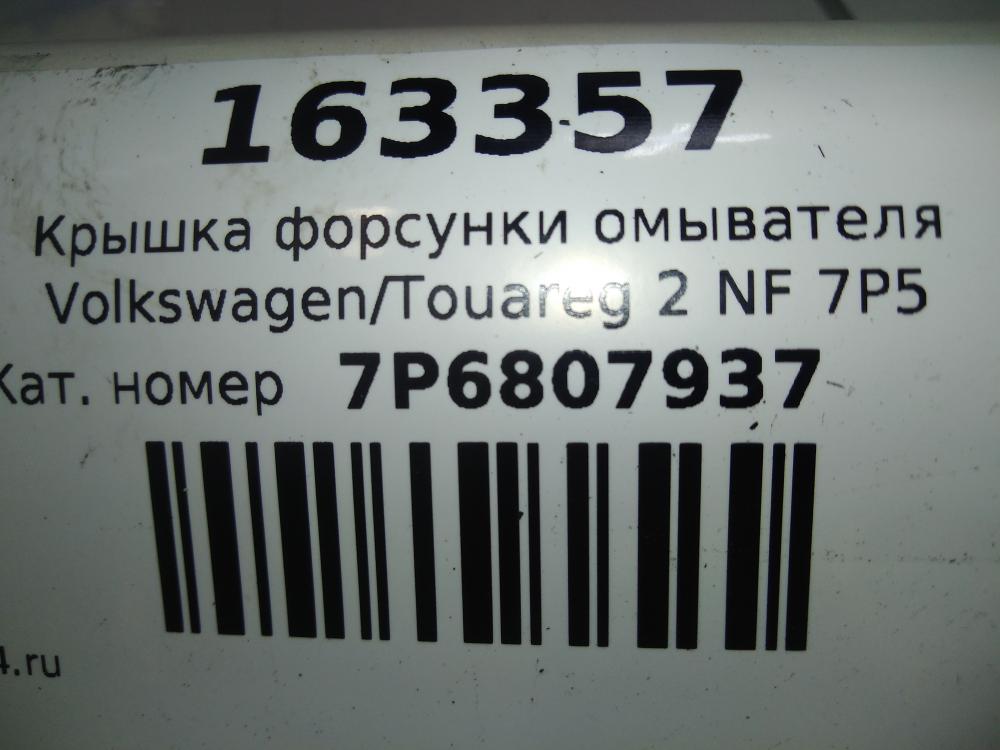 163357
Крышка форсунки омывателя
Volkswagen/Touareg 2 NF 7P5
Кат. номер 7P6807937
4.ru